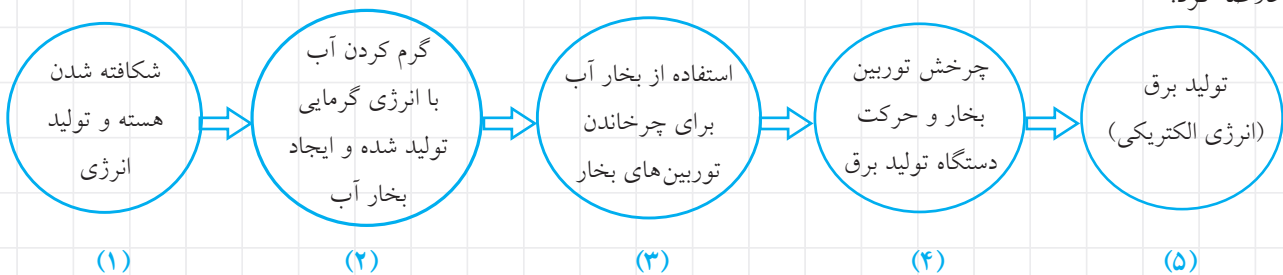 شکافته شدن
هسته و تولید
انرژی
(۱)
گرم کردن آب
با انرژی گرمایی
تولید شده و ایجاد
بخار آب
(۲)
استفاده از بخار آب
برای چرخاندن
توربین‌های بخار
(۳)
چرخش توربین
بخار و حرکت
دستگاه تولید برق
(۴)
تولید برق
(انرژی الکتریکی)
(۵)